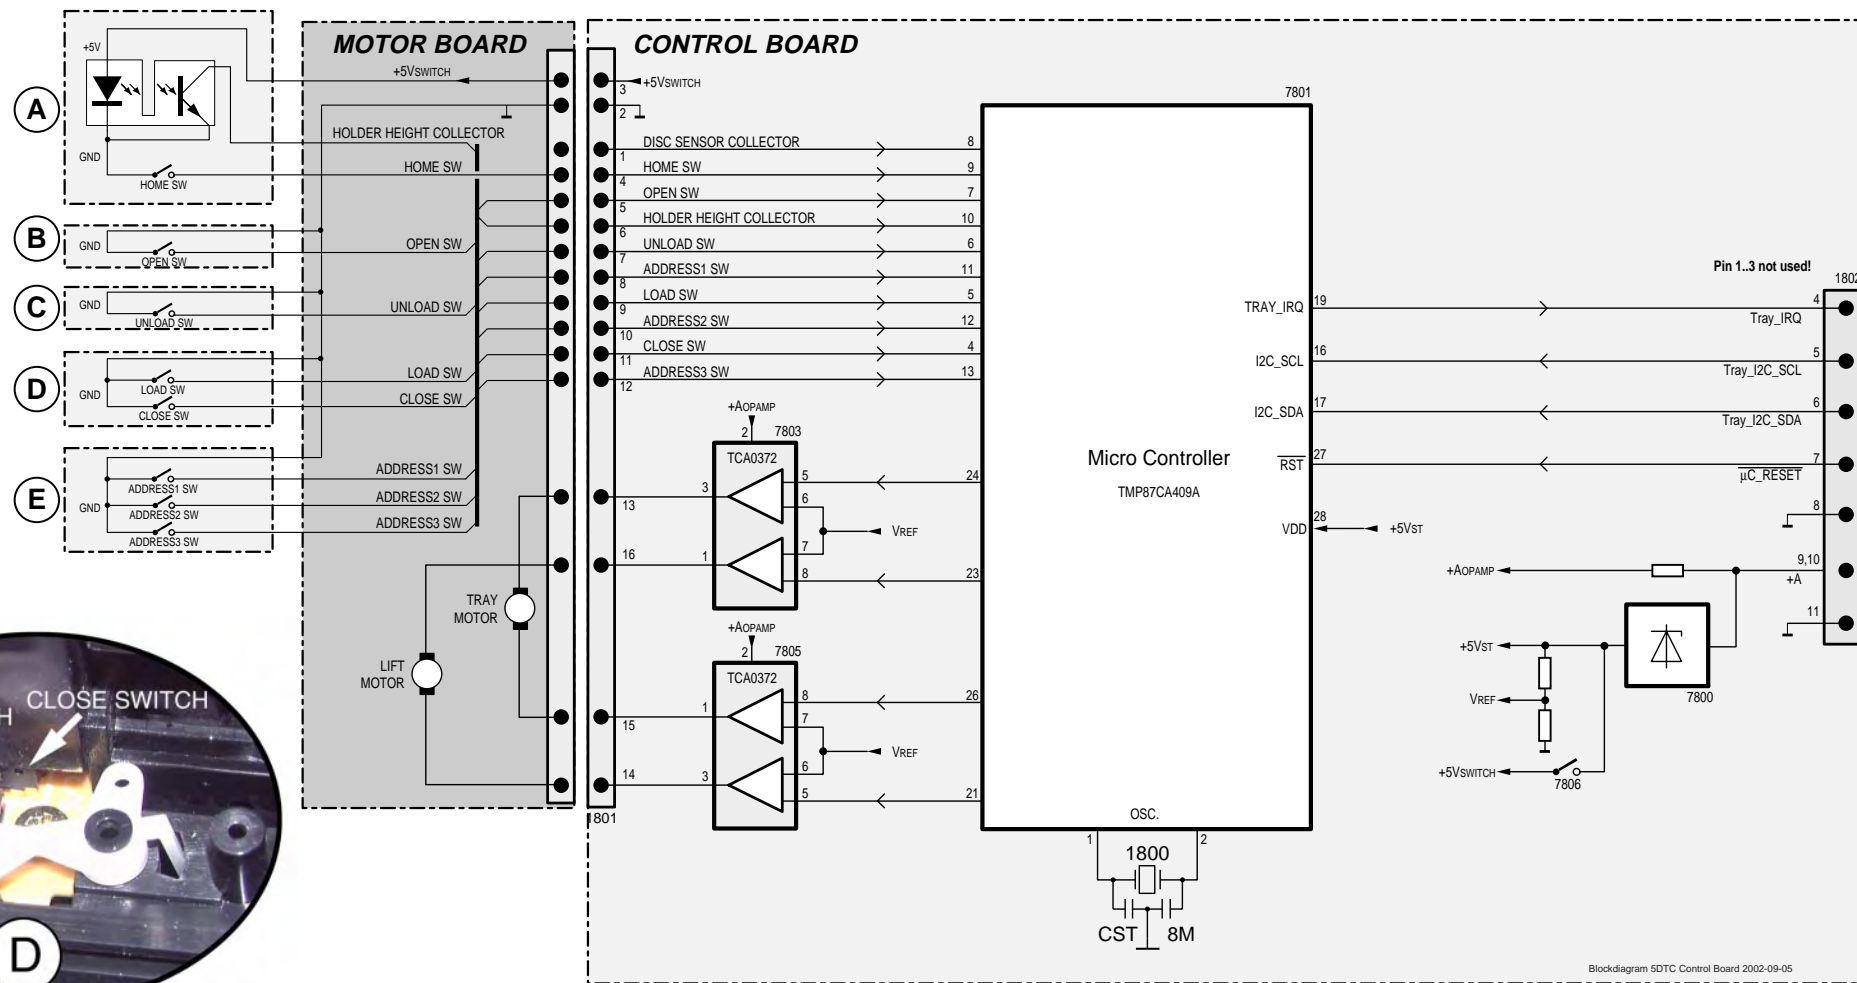 MOTOR BOARD
CONTROL BOARD
A
+5V
GND
HOME SW
B
GND
OPEN SW
C
GND
UNLOAD SW
D
GND
LOAD SW
CLOSE SW
E
GND
ADDRESS1 SW
ADDRESS2 SW
ADDRESS3 SW
+5VSWITCH
HOLDER HEIGHT COLLECTOR
HOME SW
OPEN SW
UNLOAD SW
LOAD SW
CLOSE SW
ADDRESS1 SW
ADDRESS2 SW
ADDRESS3 SW
TRAY
MOTOR
LIFT
MOTOR
3 +5VSWITCH
2
1 DISC SENSOR COLLECTOR 8
4 HOME SW 9
5 OPEN SW 7
6 HOLDER HEIGHT COLLECTOR 10
7 UNLOAD SW 6
8 ADDRESS1 SW 11
9 LOAD SW 5
10 ADDRESS2 SW 12
11 CLOSE SW 4
12 ADDRESS3 SW 13
13
16
15
14
1801
+AOPAMP
2 7803
TCA0372
3 5 24
6
VREF
1 7
8 23
+AOPAMP
2 7805
TCA0372
1 8 26
7
VREF
3 6
5 21
7801
Micro Controller
TMP87CA409A
TRAY_IRQ 19
I2C_SCL 16
I2C_SDA 17
RST 27
VDD 28 +5VST
OSC.
1 2
1800
CST 8M
Pin 1..3 not used!
1802
4
Tray_IRQ
5
Tray_I2C_SCL
6
Tray_I2C_SDA
7
µC_RESET
8
9,10
+A
11
+AOPAMP
+5VST
VREF
7800
+5VSWITCH
7806
CLOSE SWITCH
H
D
Blockdiagram 5DTC Control Board 2002-09-05